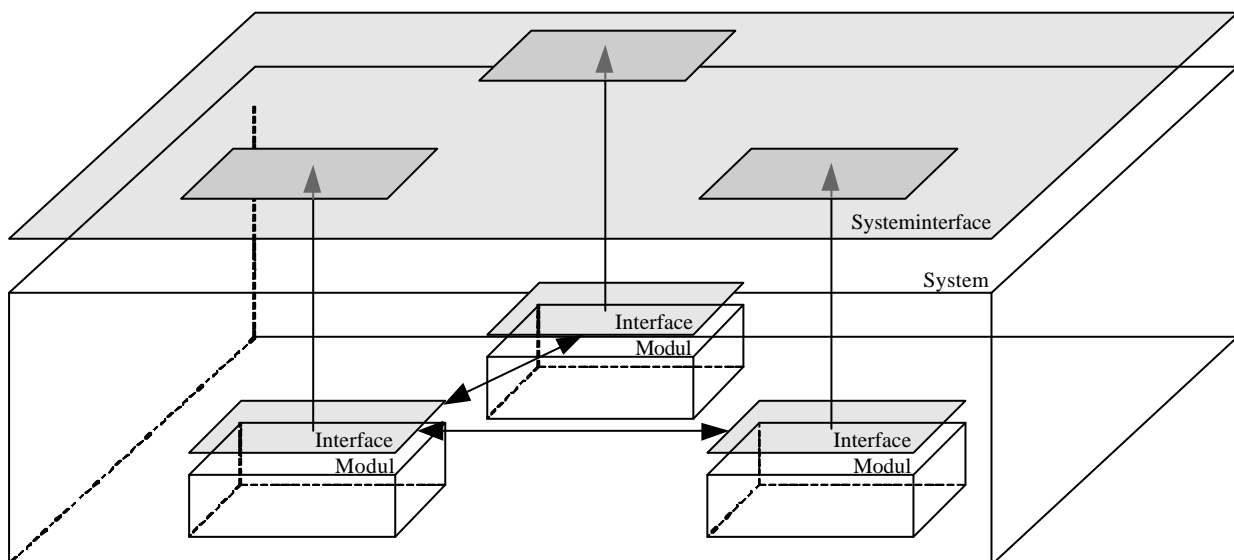 Systeminterface
System
Interface
Modul
Interface
Modul
Interface
Modul